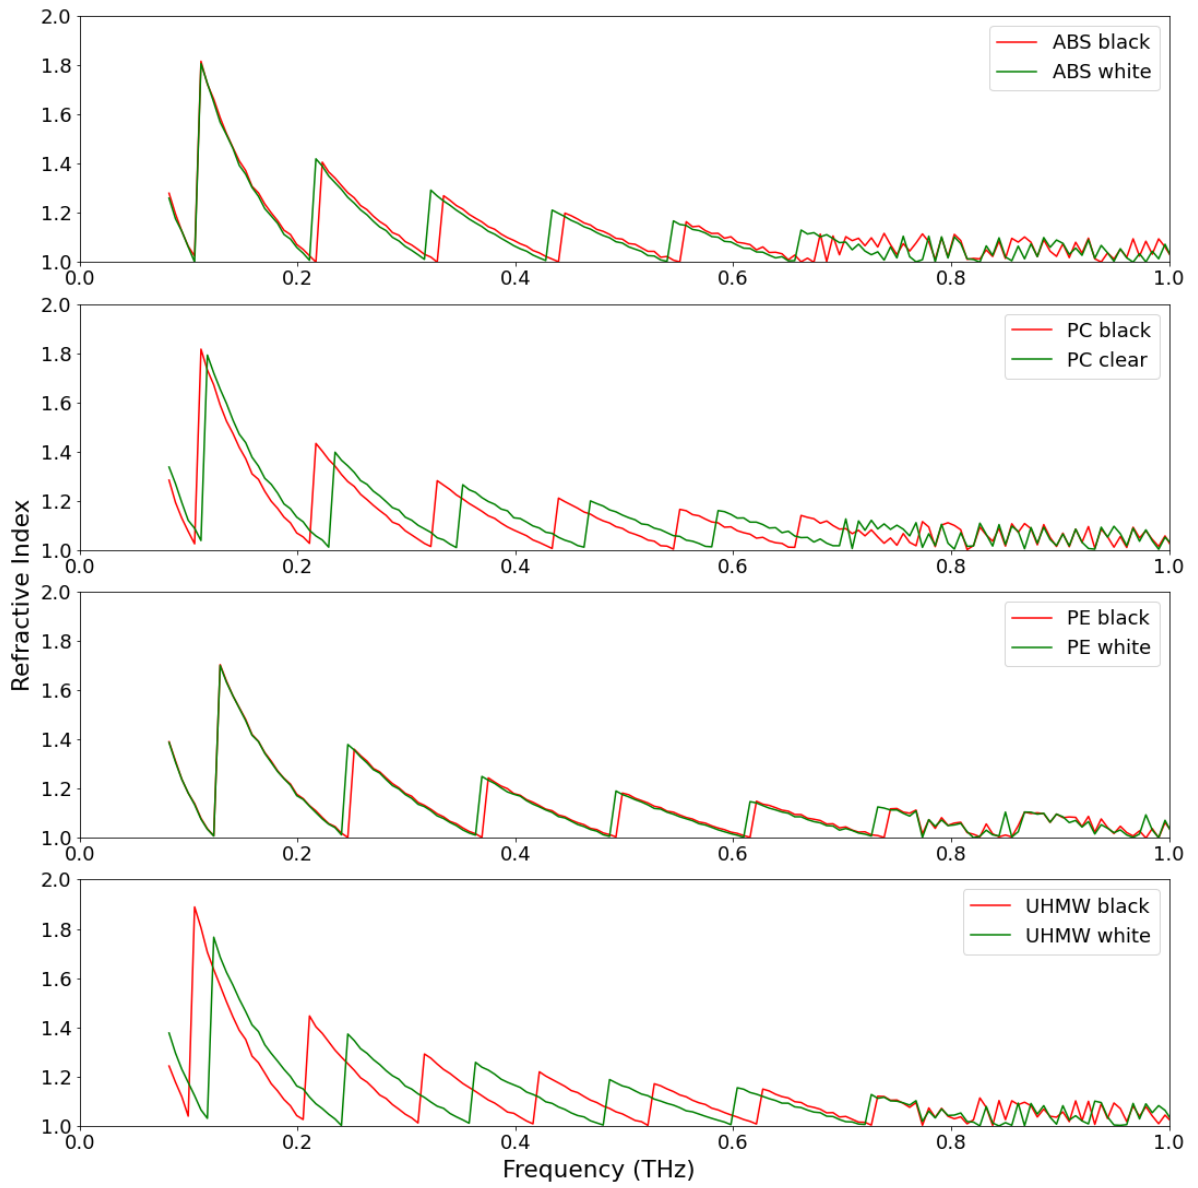 2.0
1.8
1.6
1.4
1.2
1.0
ABS black
ABS white
0.0 0.2 0.4 0.6 0.8 1.0
2.0
1.8
1.6
1.4
1.2
1.0
PC black
PC clear
0.0 0.2 0.4 0.6 0.8 1.0
Refractive Index
2.0
1.8
1.6
1.4
1.2
1.0
PE black
PE white
0.0 0.2 0.4 0.6 0.8 1.0
2.0
1.8
1.6
1.4
1.2
1.0
UHMW black
UHMW white
0.0 0.2 0.4 0.6 0.8 1.0
Frequency (THz)